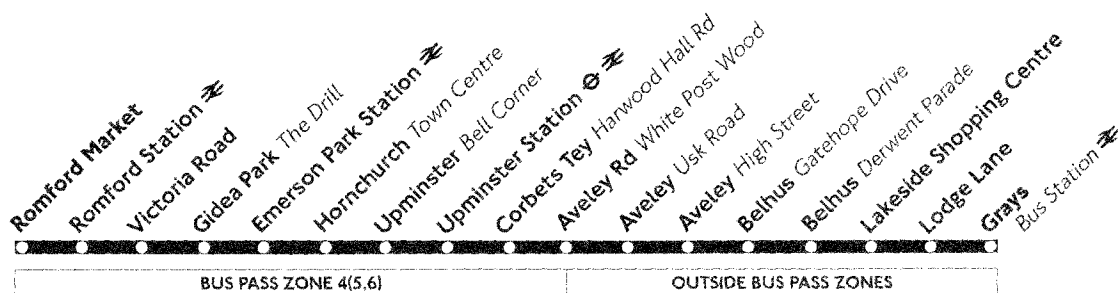 Romford Market
Romford Station
Victoria Road
Gidea Park The Drill
Emerson Park Station
Hornchurch Town Centre
Upminster Bell Corner
Upminster Station
Corbets Tey Harwood Hall Rd
Aveley Rd White Post Wood
Aveley Usk Road
Aveley High Street
Belhus Gatehope Drive
Belhus Derwent Parade
Lakeside Shopping Centre
Lodge Lane
Grays
Bus Station
BUS PASS ZONE 4(5,6)
OUTSIDE BUS PASS ZONES